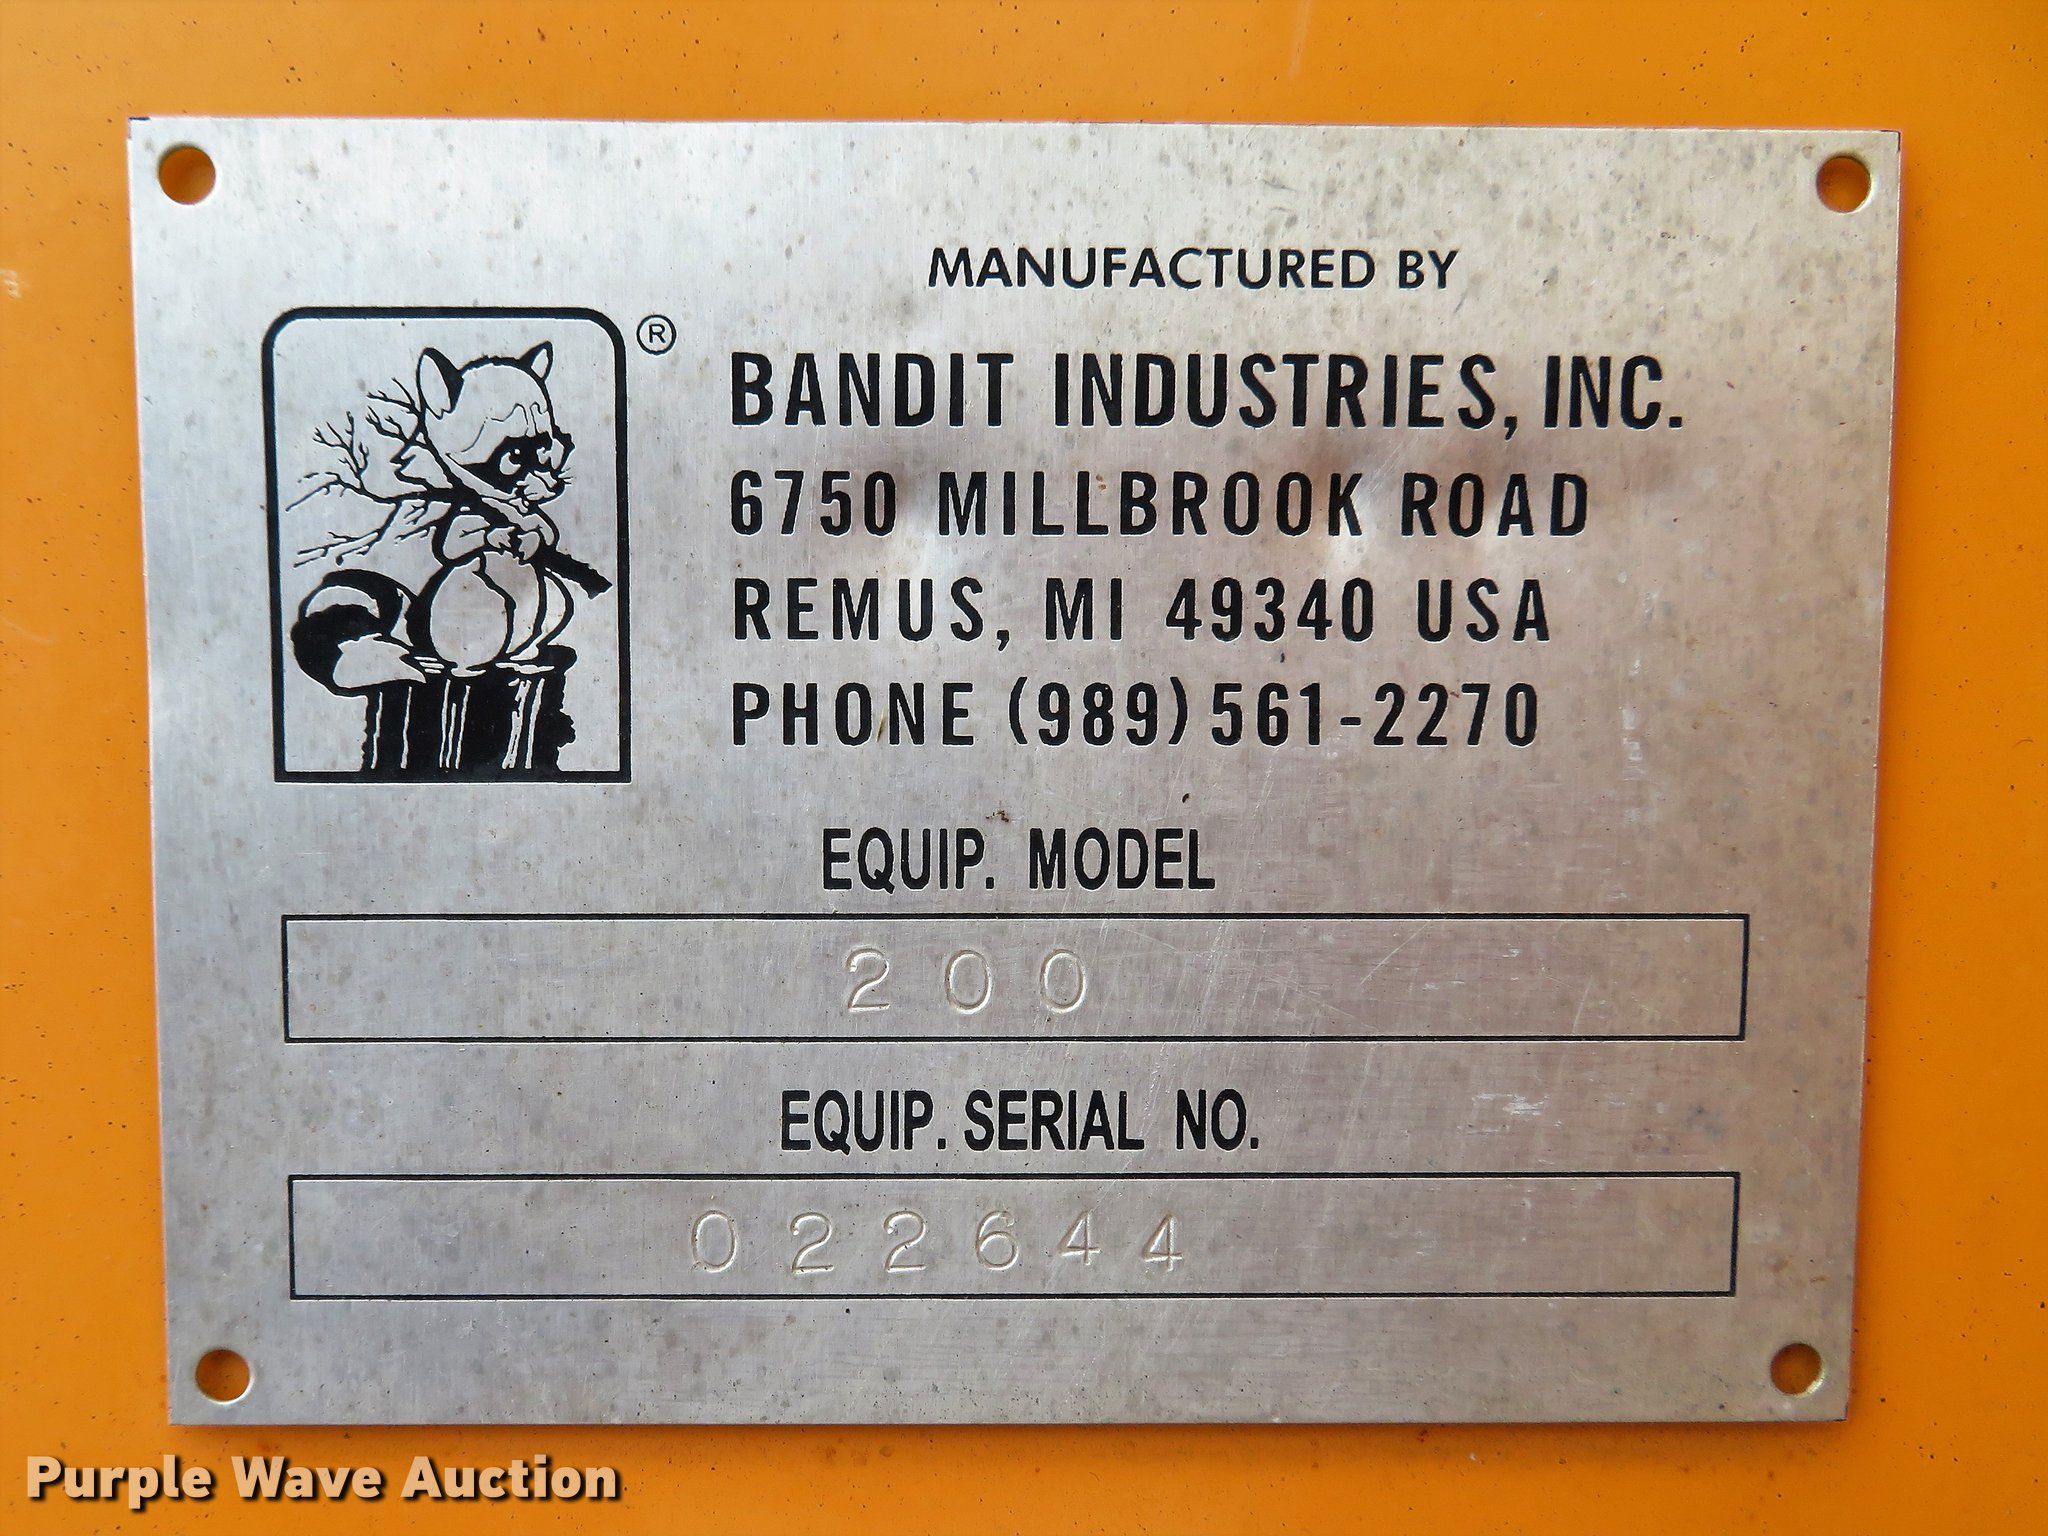 MANUFACTURED BY
®
BANDIT INDUSTRIES, INC.
6750 MILLBROOK ROAD
REMUS, MI 49340 USA
PHONE (989) 561-2270
EQUIP. MODEL
200
EQUIP. SERIAL NO.
022644
Purple Wave Auction